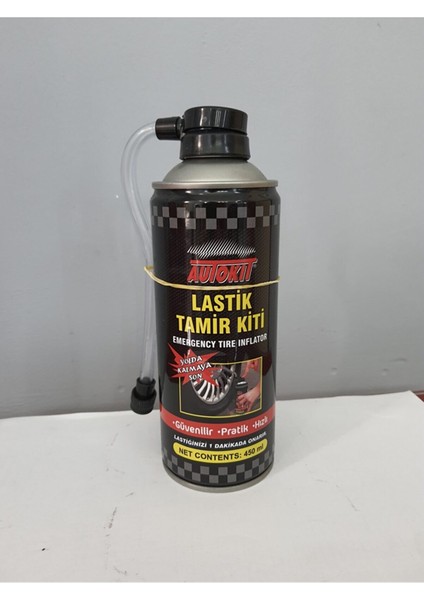 AUTOKIT
LASTİK
TAMİR KİTİ
EMERGENCY TIRE INFLATOR
YOLDA
KALMAYA
SON
•Güvenilir •Pratik •Hızlı
LASTİĞİNİZİ 1 DAKİKADA ONARIR
NET CONTENTS: 450 ml